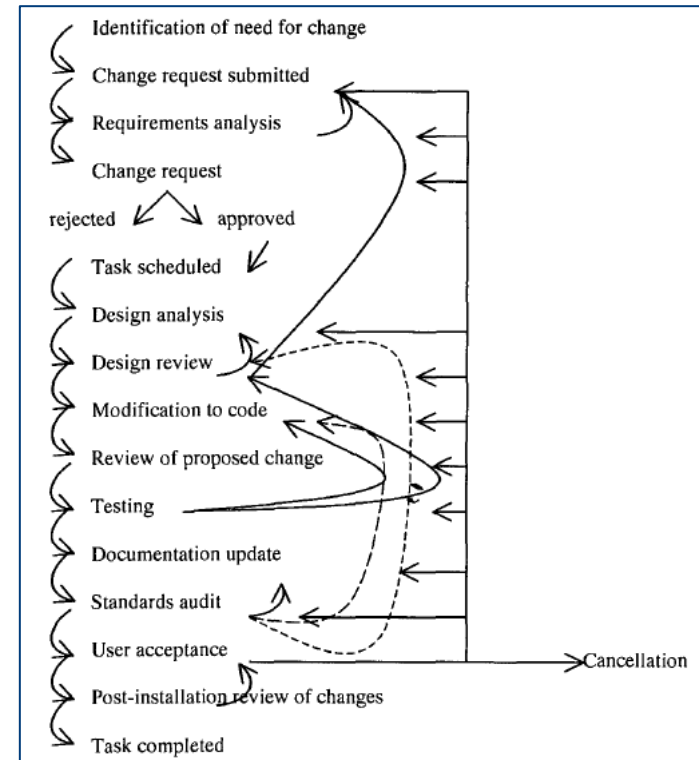 Identification of need for change
Change request submitted
Requirements analysis
Change request
rejected approved
Task scheduled
Design analysis
Design review
Modification to code
Review of proposed change
Testing
Documentation update
Standards audit
User acceptance
Cancellation
Post-installation review of changes
Task completed